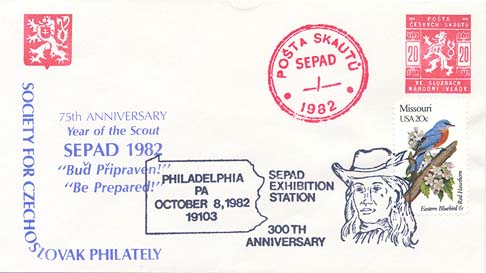 SOCIETY FOR CZECHOSLOVAK PHILATELY
75th ANNIVERSARY
Year of the Scout
SEPAD 1982
"Buď Připraven!"
"Be Prepared!"
POŠTA SKAUTŮ
SEPAD
-/-
1982
POŠTA
ČESKÝCH SKAUTŮ
20 20
VE SLUŽBÁCH
NÁRODNÍ VLÁDY
Missouri
USA 20c
Eastern Bluebird &
Red Hawthorn
PHILADELPHIA
PA
OCTOBER 8, 1982
19103
SEPAD
EXHIBITION
STATION
300TH
ANNIVERSARY